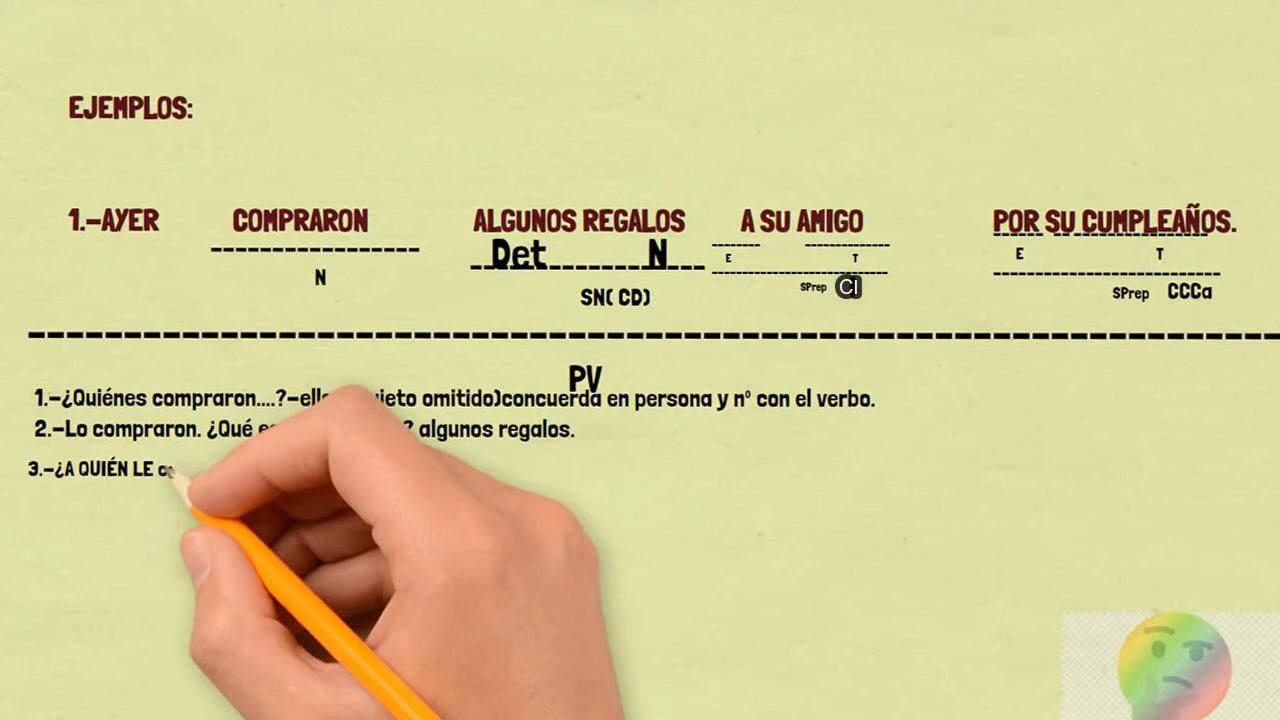 EJEMPLOS:
1.-AYER COMPRARON ALGUNOS REGALOS A SU AMIGO POR SU CUMPLEAÑOS.
Det N E T E T
N SN( CD) SPrep CI SPrep CCCa
PV
1.-¿Quiénes compraron....?- omitido)concuerda en persona y nº con el verbo.
2.-Lo compraron. ¿Qué ? algunos regalos.
3.-¿A QUIÉN LE